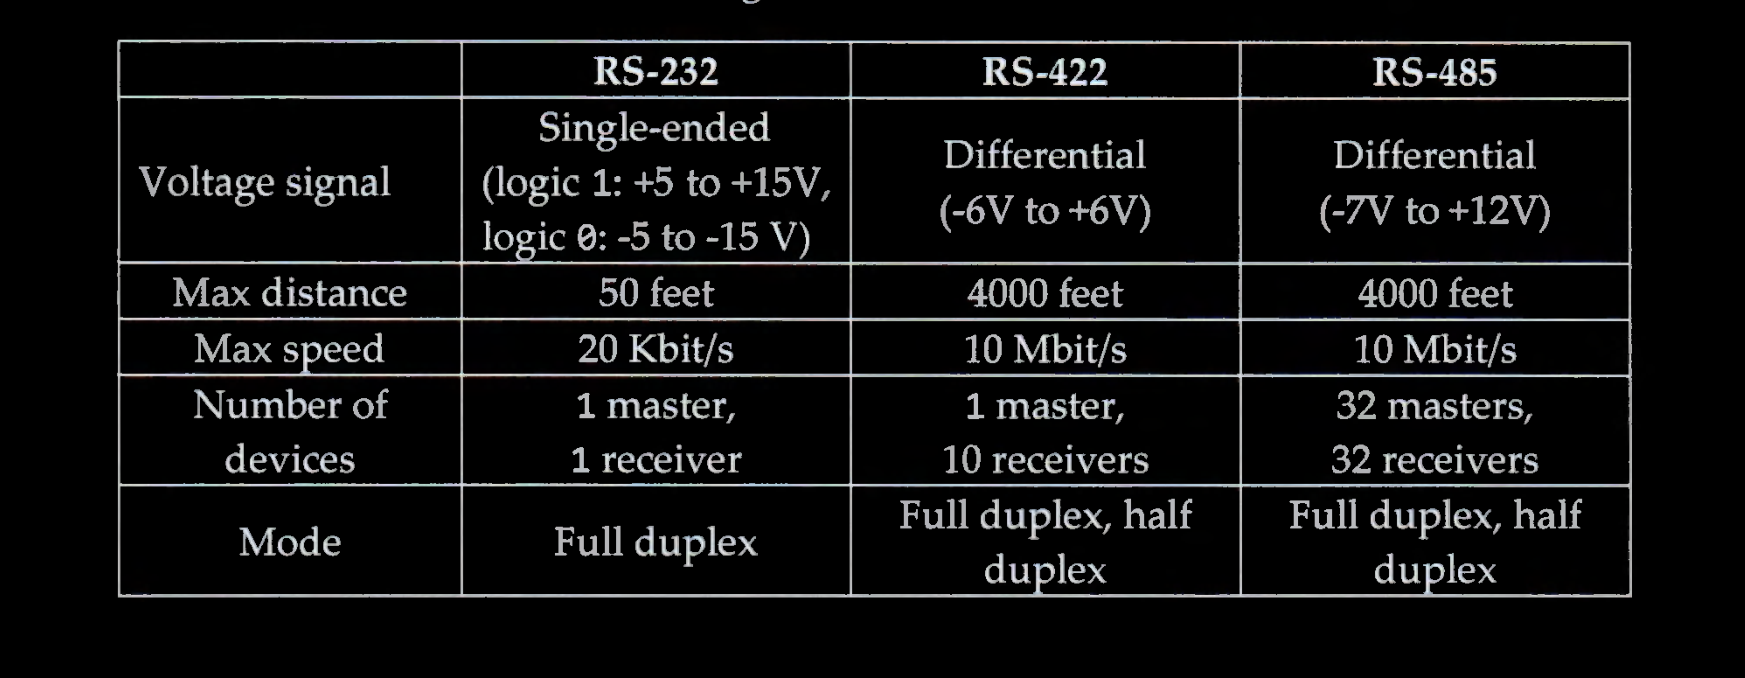 RS-232 RS-422 RS-485
Voltage signal
Single-ended
(logic 1: +5 to +15V,
logic 0: -5 to -15 V)
Differential
(-6V to +6V)
Differential
(-7V to +12V)
Max distance 50 feet 4000 feet 4000 feet
Max speed 20 Kbit/s 10 Mbit/s 10 Mbit/s
Number of
devices
1 master,
1 receiver
1 master,
10 receivers
32 masters,
32 receivers
Mode
Full duplex
Full duplex, half
duplex
Full duplex, half
duplex